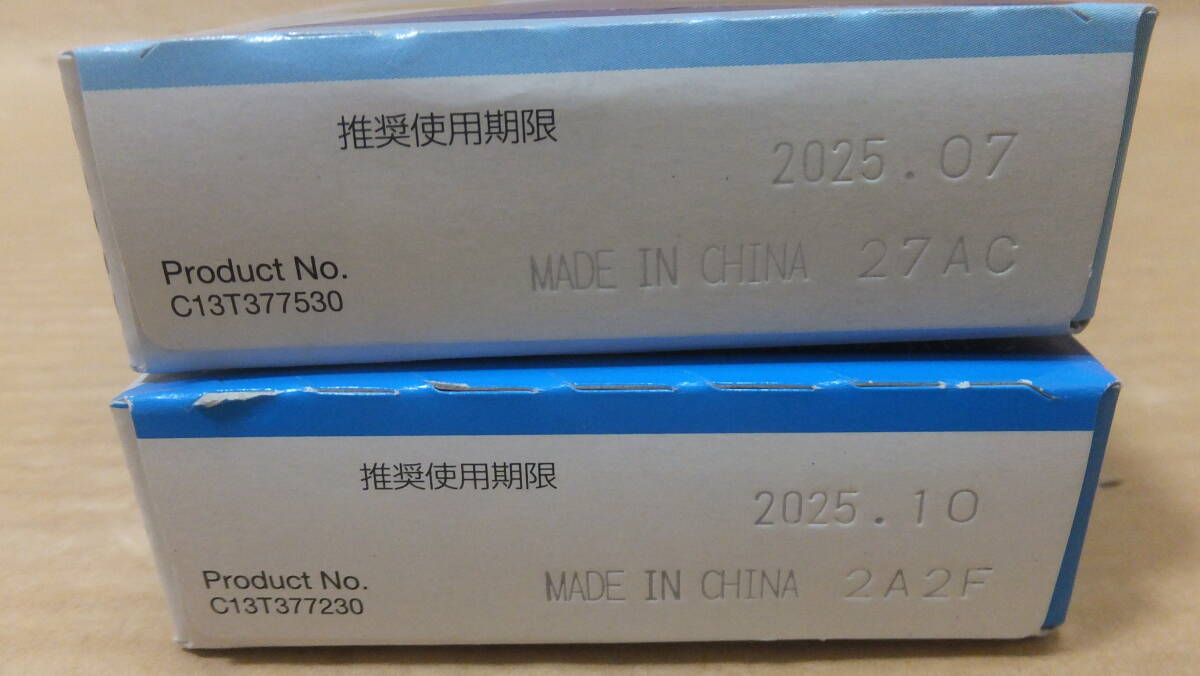 推奨使用期限
2025.07
MADE IN CHINA 27AC
Product No.
C13T377530
推奨使用期限
2025.10
MADE IN CHINA 2A2F
Product No.
C13T377230